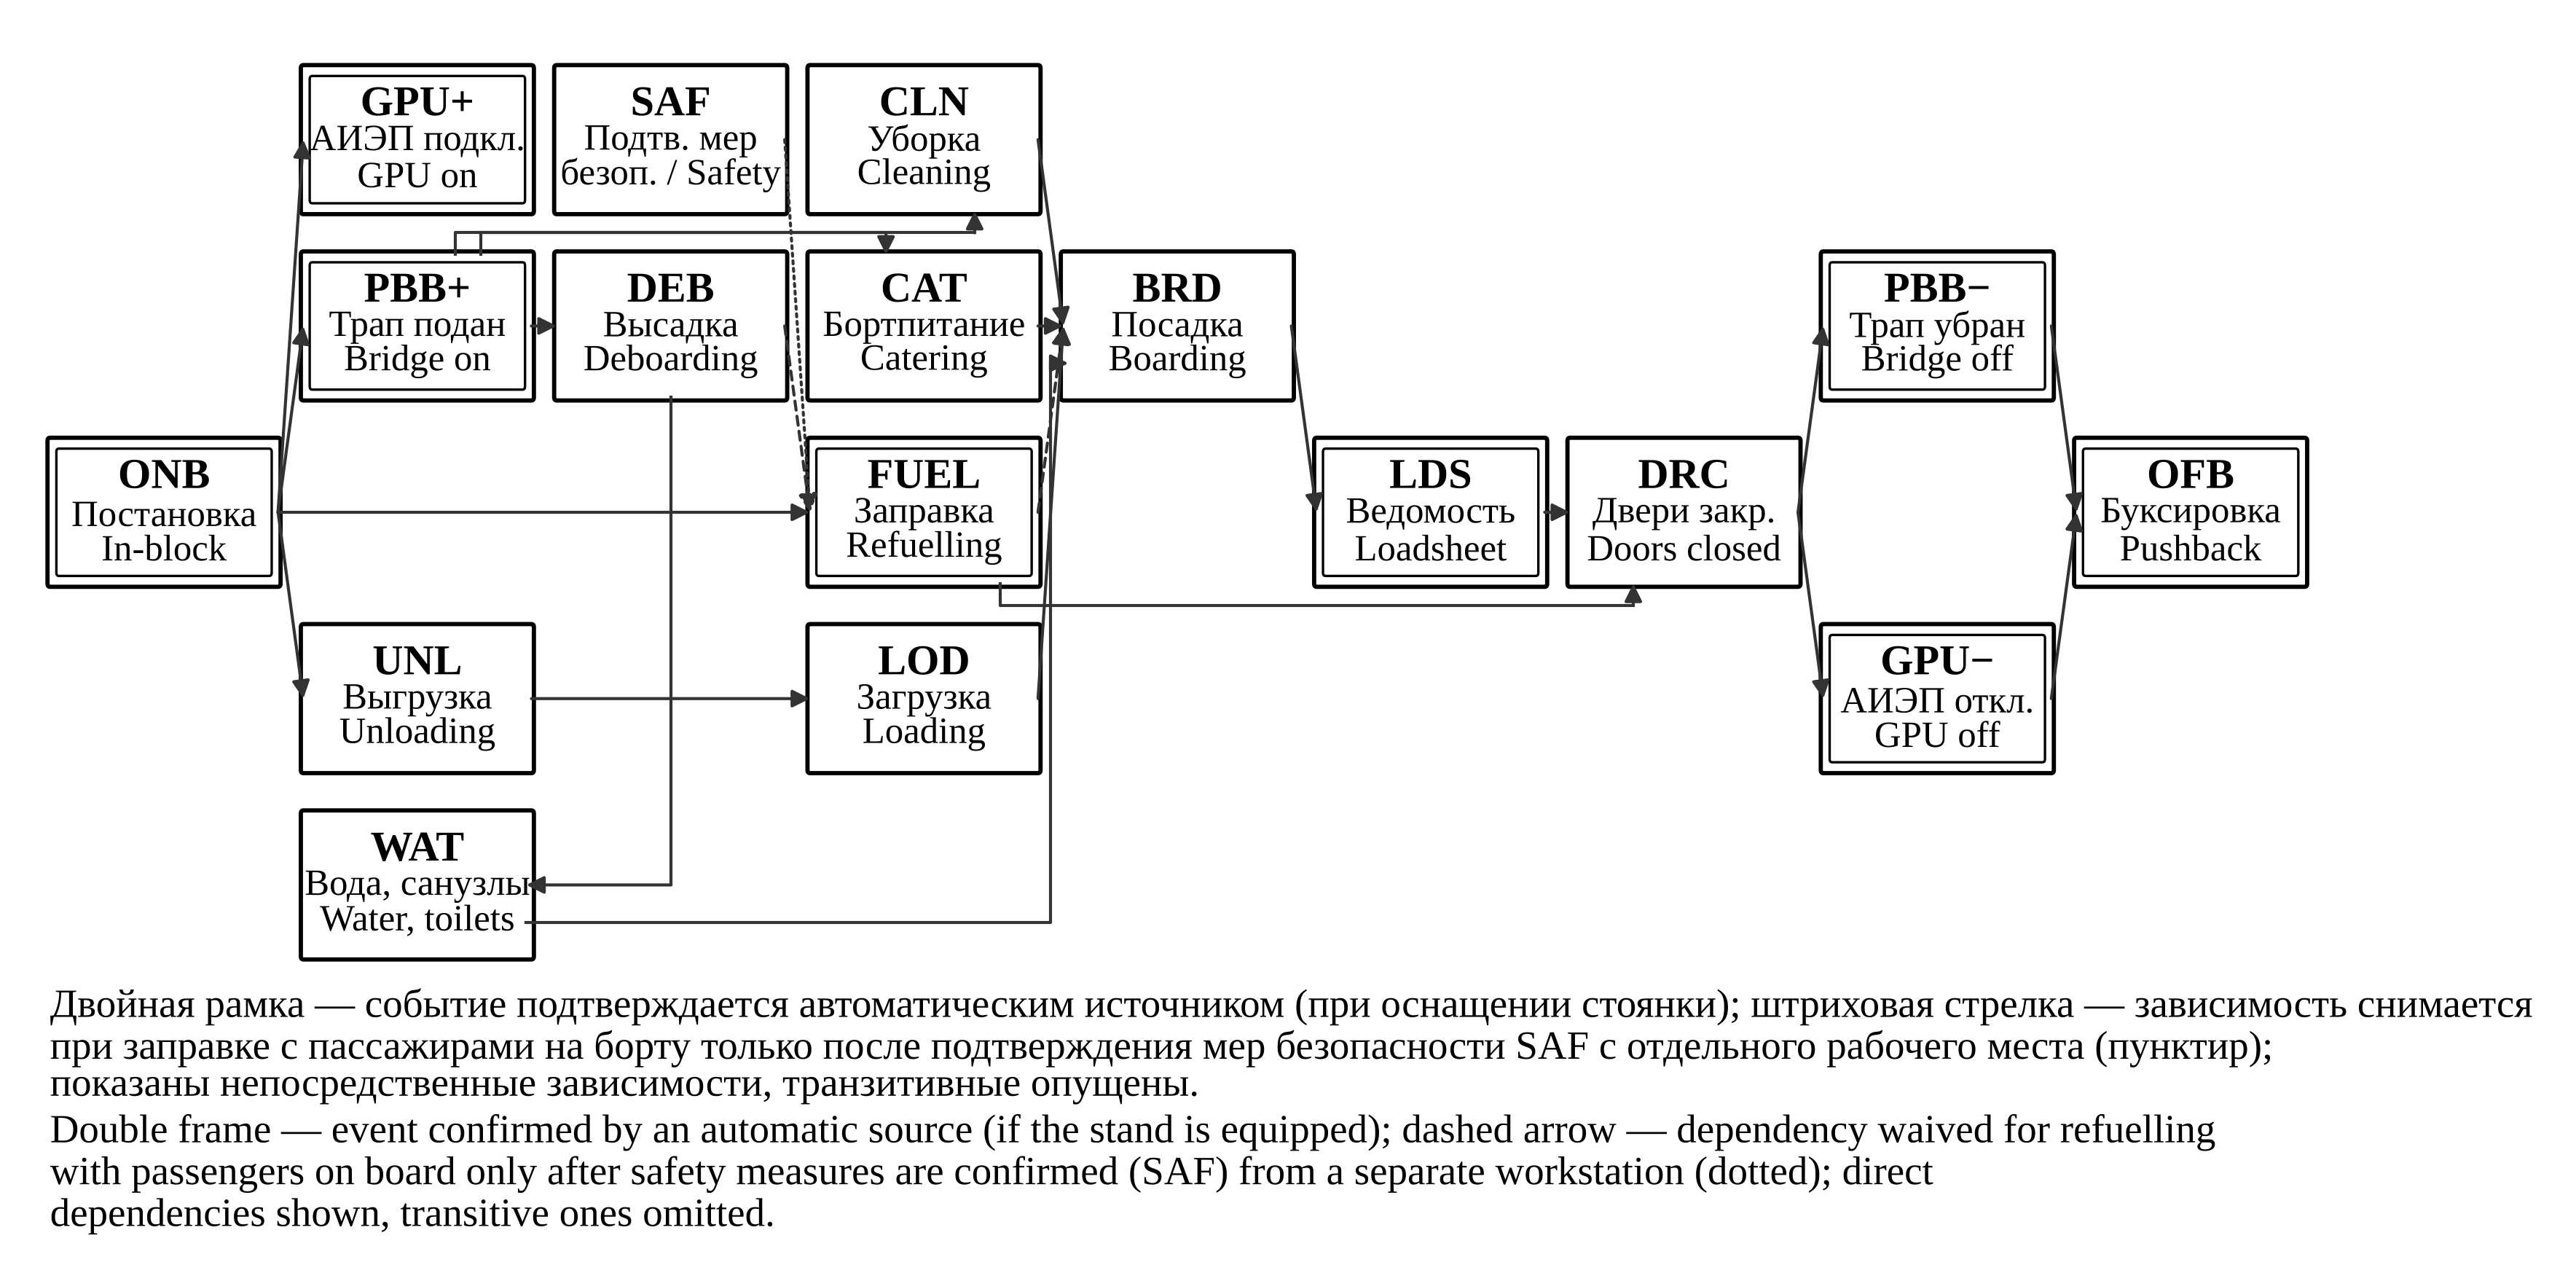 GPU+
АИЭП подкл.
GPU on
SAF
Подтв. мер
безоп. / Safety
CLN
Уборка
Cleaning
PBB+
Трап подан
Bridge on
DEB
Высадка
Deboarding
CAT
Бортпитание
Catering
BRD
Посадка
Boarding
PBB−
Трап убран
Bridge off
ONB
Постановка
In-block
FUEL
Заправка
Refuelling
LDS
Ведомость
Loadsheet
DRC
Двери закр.
Doors closed
OFB
Буксировка
Pushback
UNL
Выгрузка
Unloading
LOD
Загрузка
Loading
GPU−
АИЭП откл.
GPU off
WAT
Вода, санузлы
Water, toilets
Двойная рамка — событие подтверждается автоматическим источником (при оснащении стоянки); штриховая стрелка — зависимость снимается
при заправке с пассажирами на борту только после подтверждения мер безопасности SAF с отдельного рабочего места (пунктир);
показаны непосредственные зависимости, транзитивные опущены.
Double frame — event confirmed by an automatic source (if the stand is equipped); dashed arrow — dependency waived for refuelling
with passengers on board only after safety measures are confirmed (SAF) from a separate workstation (dotted); direct
dependencies shown, transitive ones omitted.